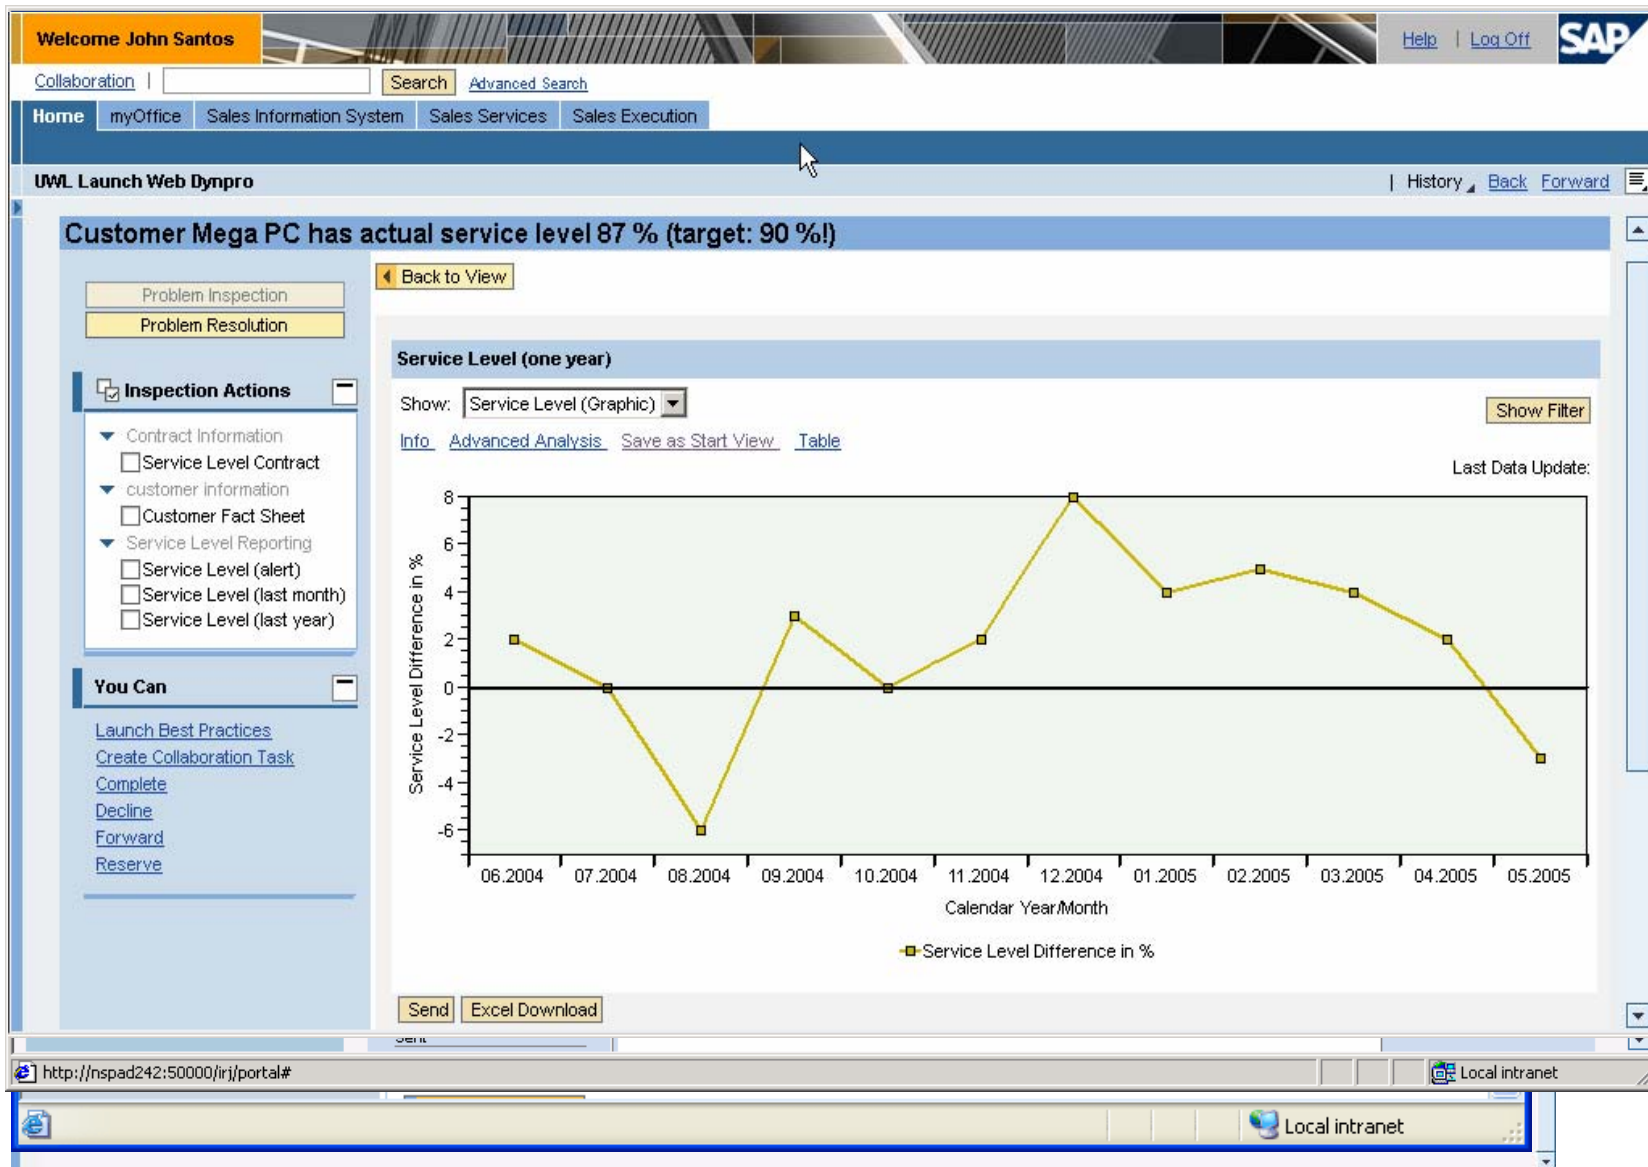 Welcome John Santos
Help | Log Off
SAP
Collaboration | Search Advanced Search
Home myOffice Sales Information System Sales Services Sales Execution
UWL Launch Web Dynpro
| History Back Forward
Customer Mega PC has actual service level 87 % (target: 90 %!)
Problem Inspection
Problem Resolution
Inspection Actions
Contract Information
Service Level Contract
customer information
Customer Fact Sheet
Service Level Reporting
Service Level (alert)
Service Level (last month)
Service Level (last year)
You Can
Launch Best Practices
Create Collaboration Task
Complete
Decline
Forward
Reserve
Back to View
Service Level (one year)
Show: Service Level (Graphic)
Show Filter
Info Advanced Analysis Save as Start View Table
Last Data Update:
Service Level Difference in %
8
6
4
2
0
-2
-4
-6
06.2004 07.2004 08.2004 09.2004 10.2004 11.2004 12.2004 01.2005 02.2005 03.2005 04.2005 05.2005
Calendar Year/Month
Service Level Difference in %
Send Excel Download
http://nspad242:50000/irj/portal#
Local intranet
Local intranet